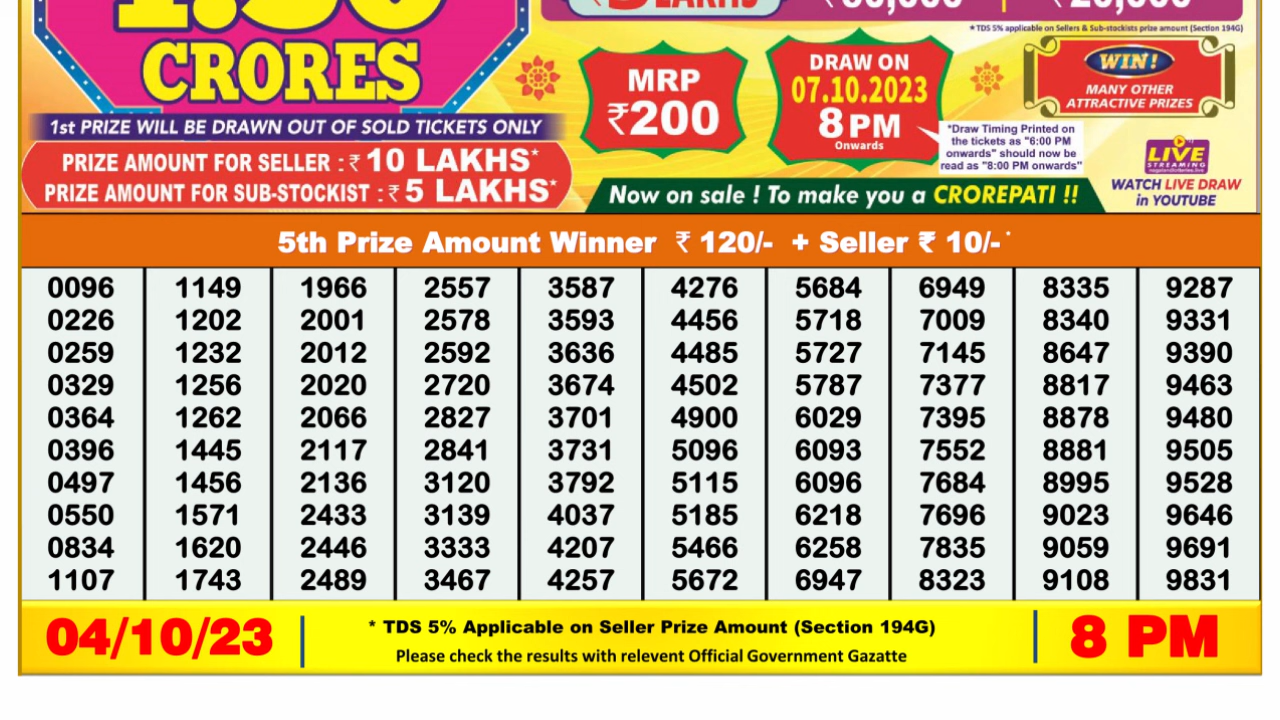 CRORES
1st PRIZE WILL BE DRAWN OUT OF SOLD TICKETS ONLY
PRIZE AMOUNT FOR SELLER : ₹ 10 LAKHS*
PRIZE AMOUNT FOR SUB-STOCKIST : ₹ 5 LAKHS*
* TDS 5% applicable on Sellers & Sub-stockists prize amount (Section 194G)
MRP
₹200
DRAW ON
07.10.2023
8 PM
Onwards
*Draw Timing Printed on
the tickets as "6:00 PM
onwards" should now be
read as "8:00 PM onwards"
WIN!
MANY OTHER
ATTRACTIVE PRIZES
LIVE
STREAMING
WATCH LIVE DRAW
in YOUTUBE
Now on sale ! To make you a CROREPATI !!
5th Prize Amount Winner ₹ 120/- + Seller ₹ 10/- *
0096 1149 1966 2557 3587 4276 5684 6949 8335 9287
0226 1202 2001 2578 3593 4456 5718 7009 8340 9331
0259 1232 2012 2592 3636 4485 5727 7145 8647 9390
0329 1256 2020 2720 3674 4502 5787 7377 8817 9463
0364 1262 2066 2827 3701 4900 6029 7395 8878 9480
0396 1445 2117 2841 3731 5096 6093 7552 8881 9505
0497 1456 2136 3120 3792 5115 6096 7684 8995 9528
0550 1571 2433 3139 4037 5185 6218 7696 9023 9646
0834 1620 2446 3333 4207 5466 6258 7835 9059 9691
1107 1743 2489 3467 4257 5672 6947 8323 9108 9831
04/10/23
* TDS 5% Applicable on Seller Prize Amount (Section 194G)
Please check the results with relevent Official Government Gazatte
8 PM